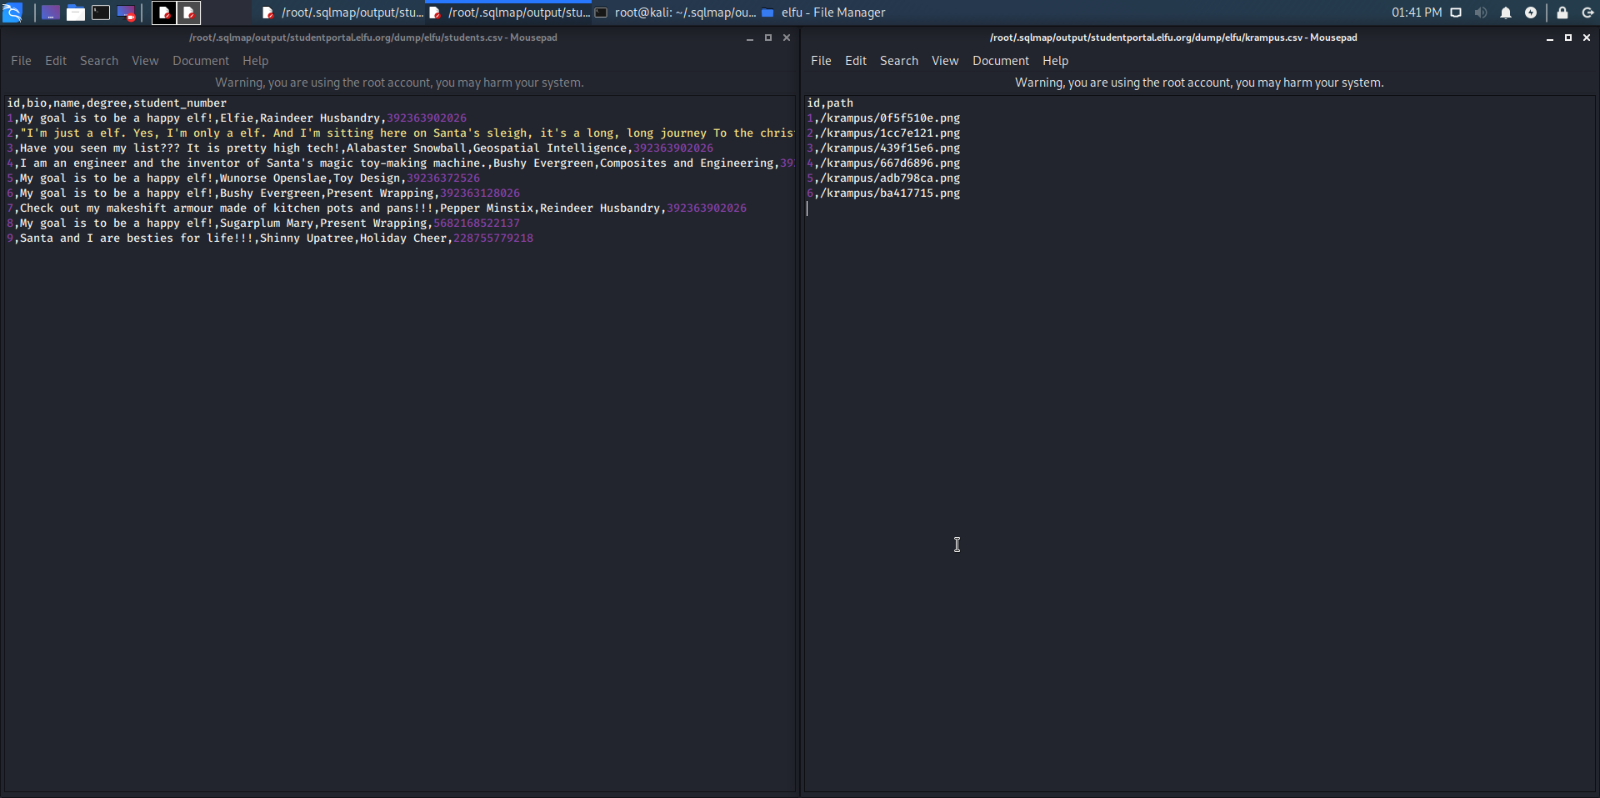 /root/.sqlmap/output/stu...
/root/.sqlmap/output/stu...
root@kali: ~/.sqlmap/ou...
elfu - File Manager
01:41 PM
/root/.sqlmap/output/studentportal.elfu.org/dump/elfu/students.csv - Mousepad
File Edit Search View Document Help
Warning, you are using the root account, you may harm your system.
id,bio,name,degree,student_number
1,My goal is to be a happy elf!,Elfie,Raindeer Husbandry,392363902026
2,"I'm just a elf. Yes, I'm only a elf. And I'm sitting here on Santa's sleigh, it's a long, long journey To the chris
3,Have you seen my list??? It is pretty high tech!,Alabaster Snowball,Geospatial Intelligence,392363902026
4,I am an engineer and the inventor of Santa's magic toy-making machine.,Bushy Evergreen,Composites and Engineering,39
5,My goal is to be a happy elf!,Wunorse Openslae,Toy Design,39236372526
6,My goal is to be a happy elf!,Bushy Evergreen,Present Wrapping,392363128026
7,Check out my makeshift armour made of kitchen pots and pans!!!,Pepper Minstix,Reindeer Husbandry,392363902026
8,My goal is to be a happy elf!,Sugarplum Mary,Present Wrapping,5682168522137
9,Santa and I are besties for life!!!,Shinny Upatree,Holiday Cheer,228755779218
/root/.sqlmap/output/studentportal.elfu.org/dump/elfu/krampus.csv - Mousepad
File Edit Search View Document Help
Warning, you are using the root account, you may harm your system.
id,path
1,/krampus/0f5f510e.png
2,/krampus/1cc7e121.png
3,/krampus/439f15e6.png
4,/krampus/667d6896.png
5,/krampus/adb798ca.png
6,/krampus/ba417715.png